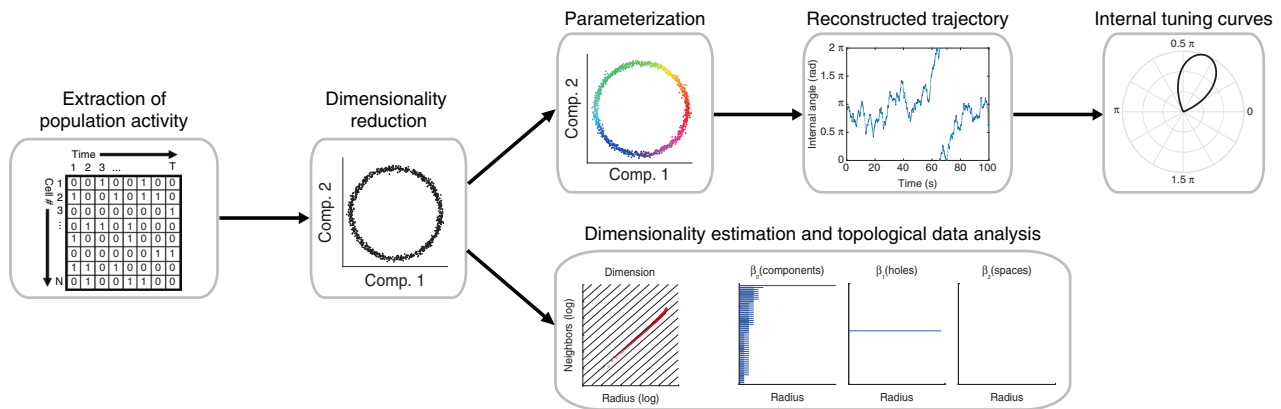 Extraction of
population activity
Time
1 2 3 ... T
Cell #
1
2
3
...
N
0 0 1 0 0 1 0 0
1 0 0 1 0 1 1 0
0 0 0 0 0 0 0 1
0 1 1 0 1 0 0 1
1 0 0 1 0 0 0 0
0 0 0 0 0 0 1 1
1 1 0 1 0 0 0 1
0 1 0 0 1 1 0 0
Dimensionality
reduction
Comp. 2
Comp. 1
Parameterization
Comp. 2
Comp. 1
Reconstructed trajectory
Internal angle (rad)
2 π
1.5 π
π
0.5 π
0
0 20 40 60 80 100
Time (s)
Internal tuning curves
0.5 π
π
0
1.5 π
Dimensionality estimation and topological data analysis
Dimension
Neighbors (log)
Radius (log)
β0(components)
Radius
β1(holes)
Radius
β2(spaces)
Radius